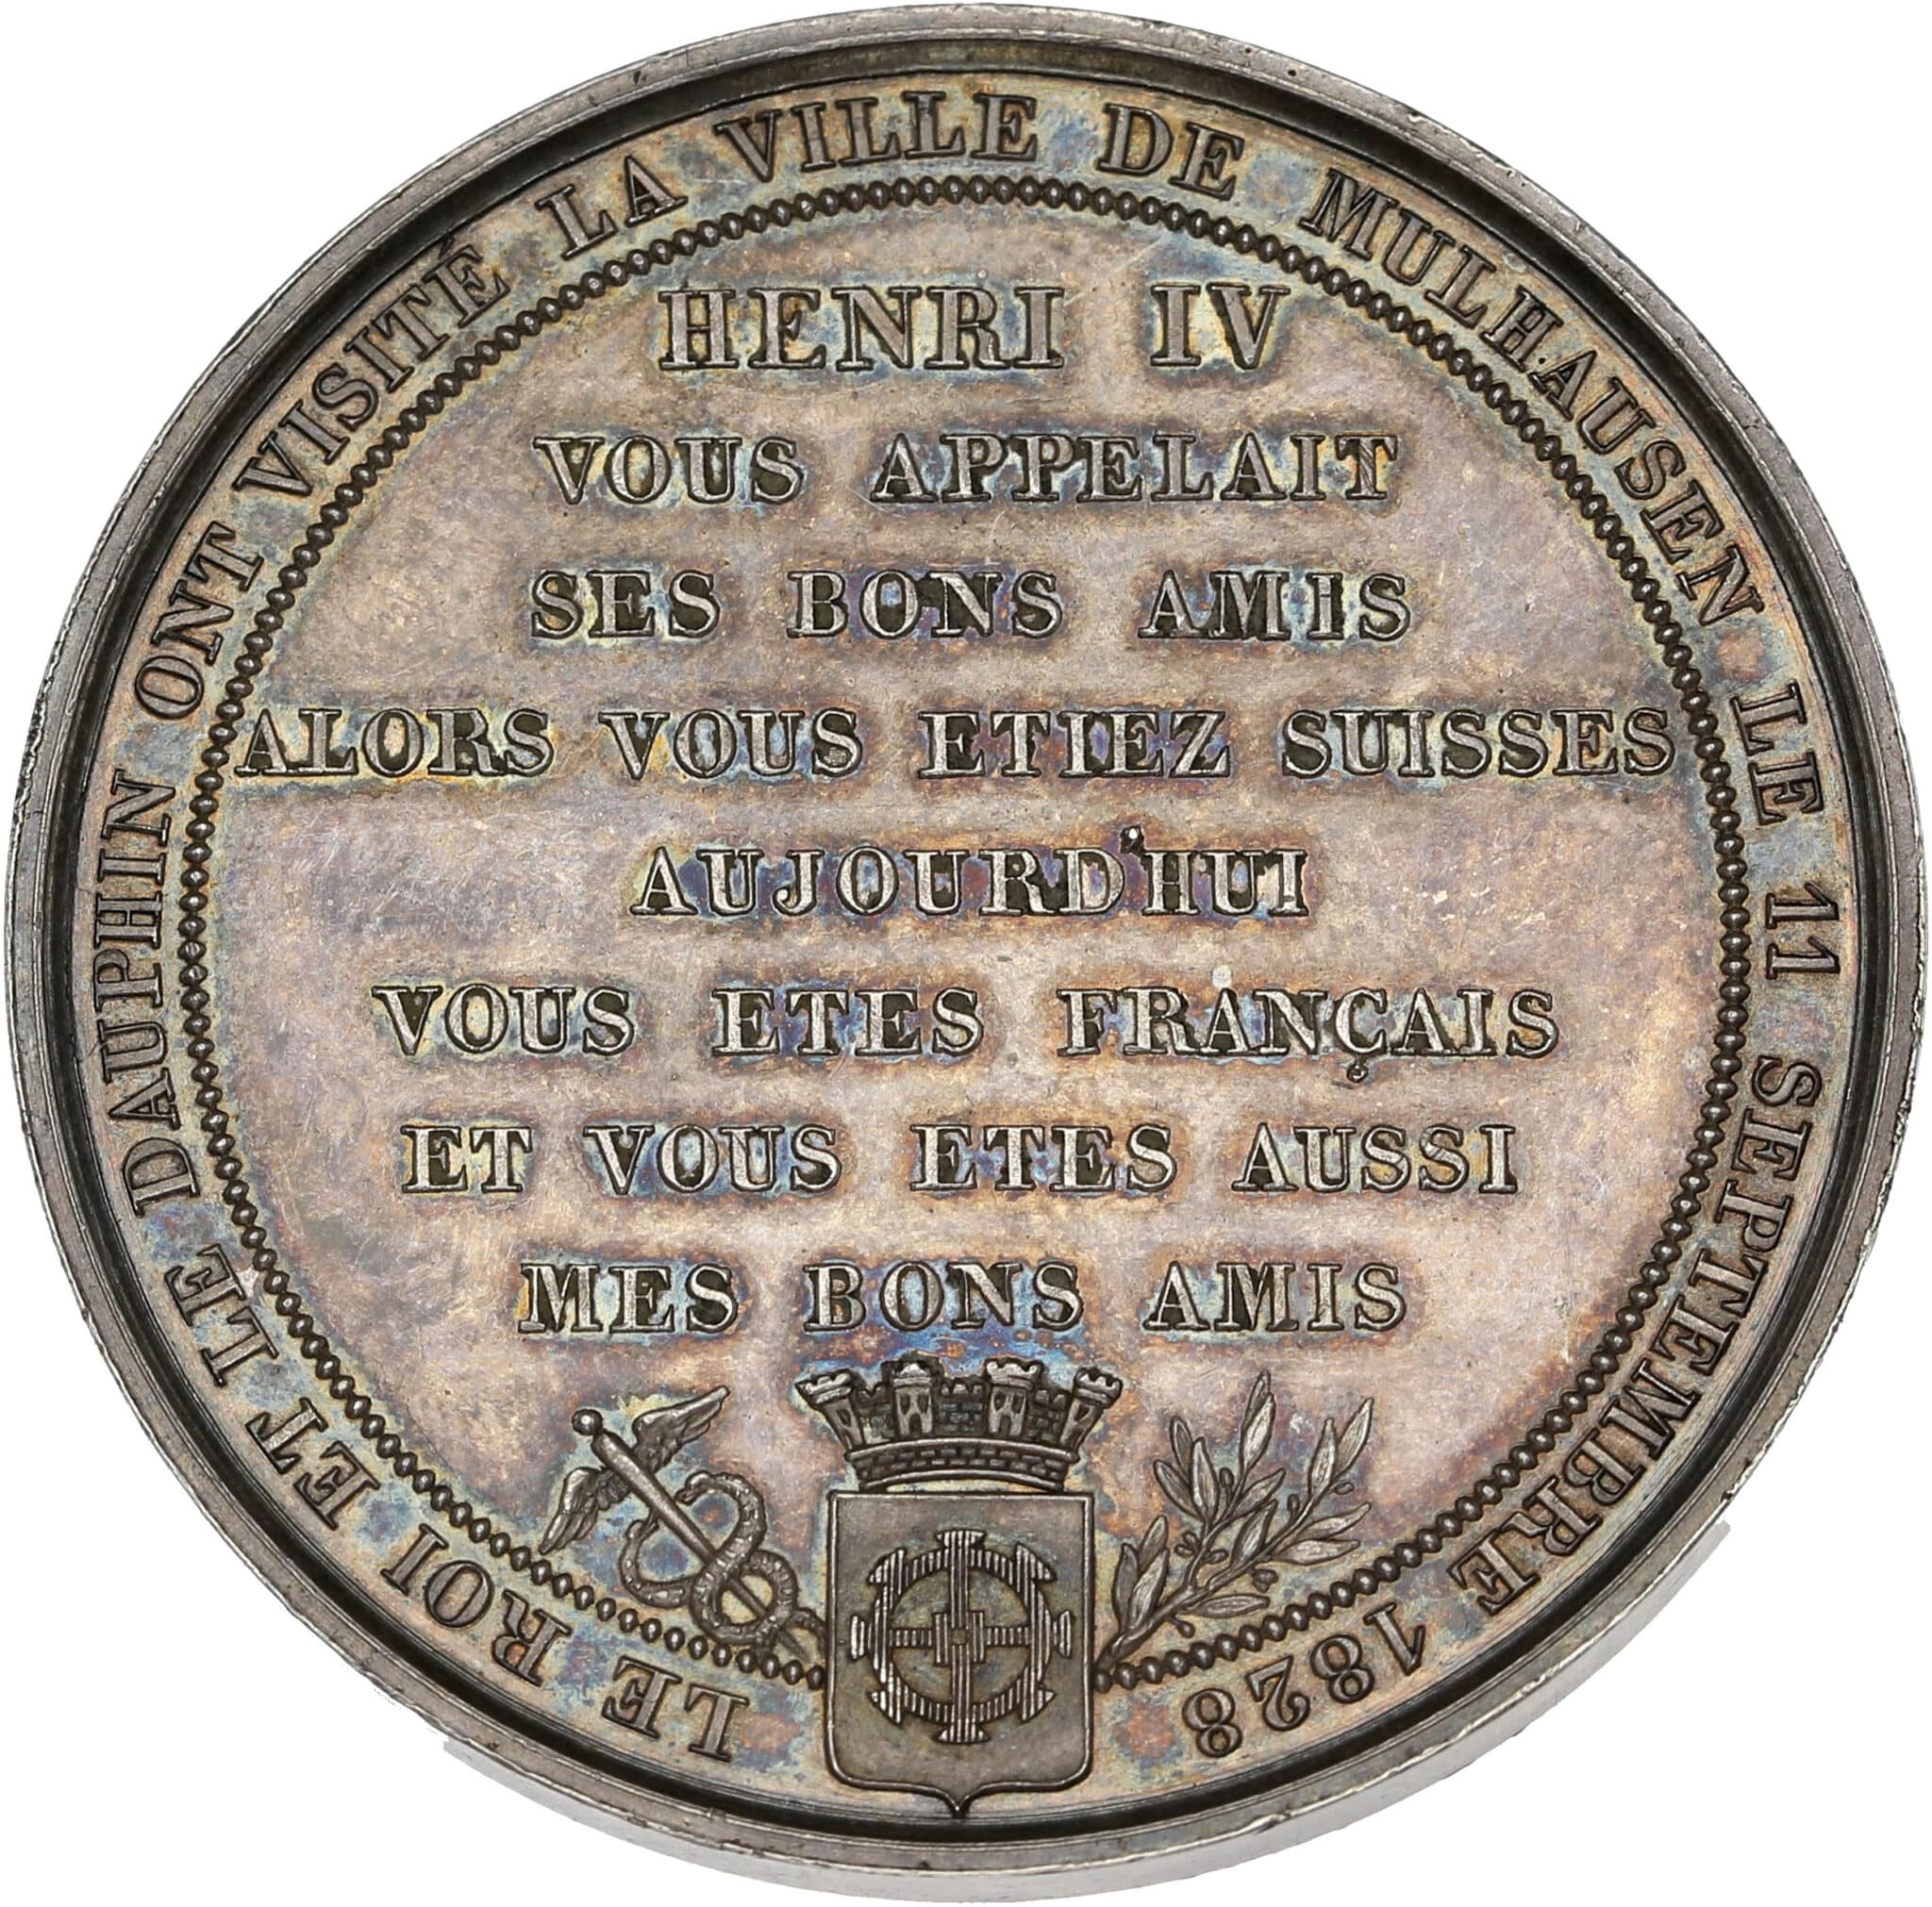 LE ROI ET LE DAUPHIN ONT VISITÉ LA VILLE DE MULHAUSEN LE 11 SEPTEMBRE 1828
HENRI IV
VOUS APPELAIT
SES BONS AMIS
ALORS VOUS ETIEZ SUISSES
AUJOURD'HUI
VOUS ETES FRANÇAIS
ET VOUS ETES AUSSI
MES BONS AMIS